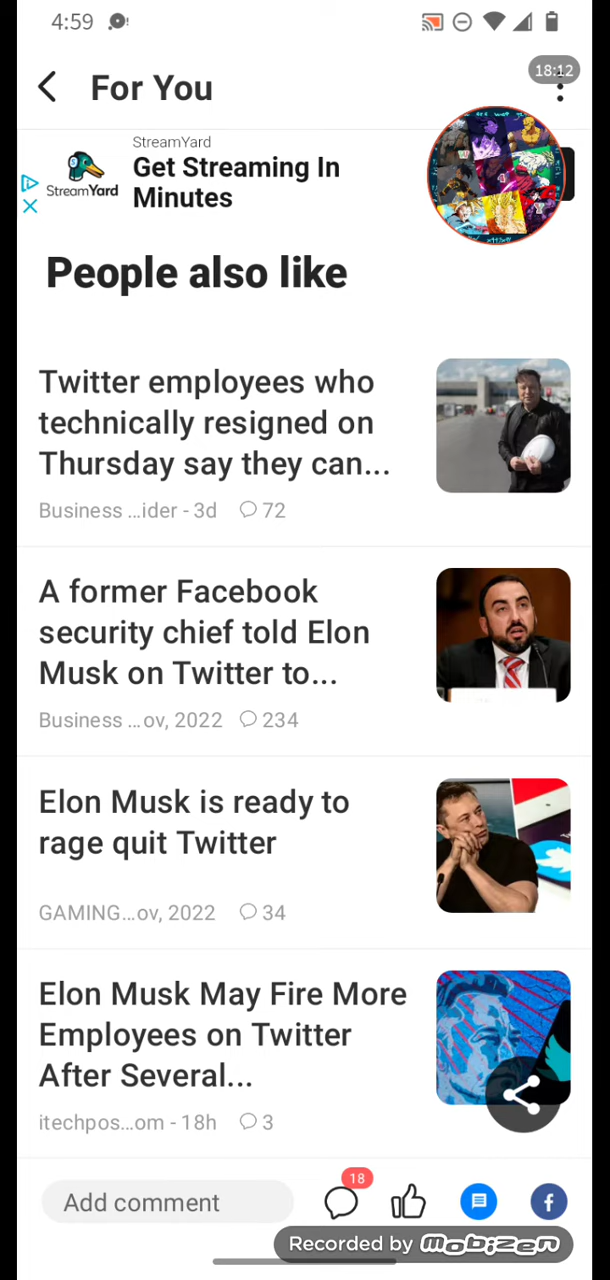 4:59
For You
18:12
StreamYard
Get Streaming In
Minutes
StreamYard
People also like
Twitter employees who
technically resigned on
Thursday say they can...
Business ...ider - 3d 72
A former Facebook
security chief told Elon
Musk on Twitter to...
Business ...ov, 2022 234
Elon Musk is ready to
rage quit Twitter
GAMING...ov, 2022 34
Elon Musk May Fire More
Employees on Twitter
After Several...
itechpos...om - 18h 3
Add comment
18
Recorded by mobizen